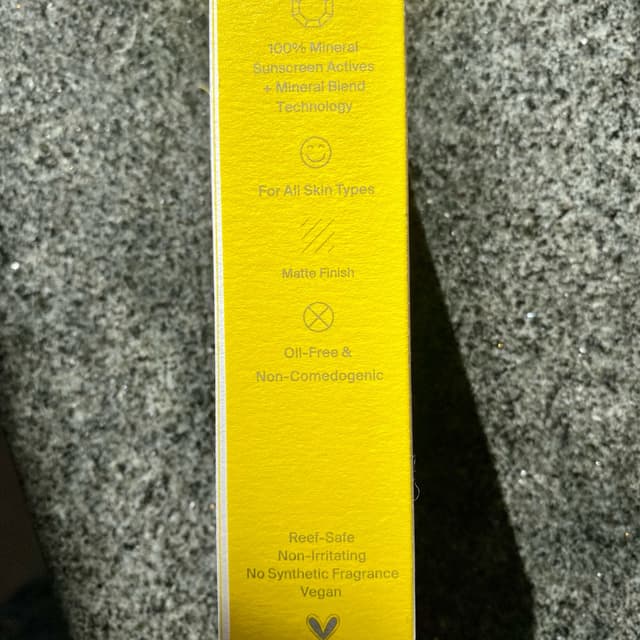 100% Mineral
Sunscreen Actives
+ Mineral Blend
Technology
For All Skin Types
Matte Finish
Oil-Free &
Non-Comedogenic
Reef-Safe
Non-Irritating
No Synthetic Fragrance
Vegan